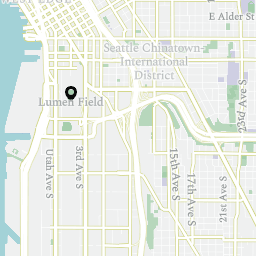 E Alder St
Seattle Chinatown-
International
District
Lumen Field
23rd Ave S
Utah Ave S
3rd Ave S
15th Ave S
17th Ave S
21st Ave S